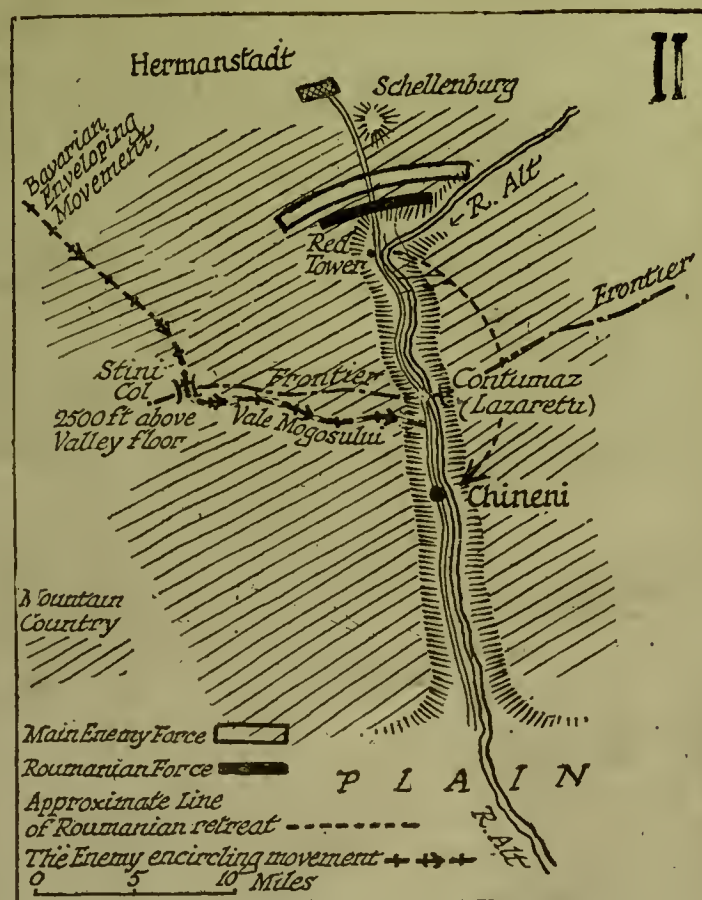 II
Hermanstadt
Schellenburg
Bavarian
Enveloping
Movement
R. Alt
Red
Tower
Frontier
Stini
Col
2500 ft above
Valley floor
Frontier
Vale Mogosului
Contumaz
(Lazarettu)
Chineni
Mountain
Country
Main Enemy Force
Roumanian Force
PLAIN
Approximate Line
of Roumanian retreat
R. Alt
The Enemy encircling movement
0 5 10 Miles